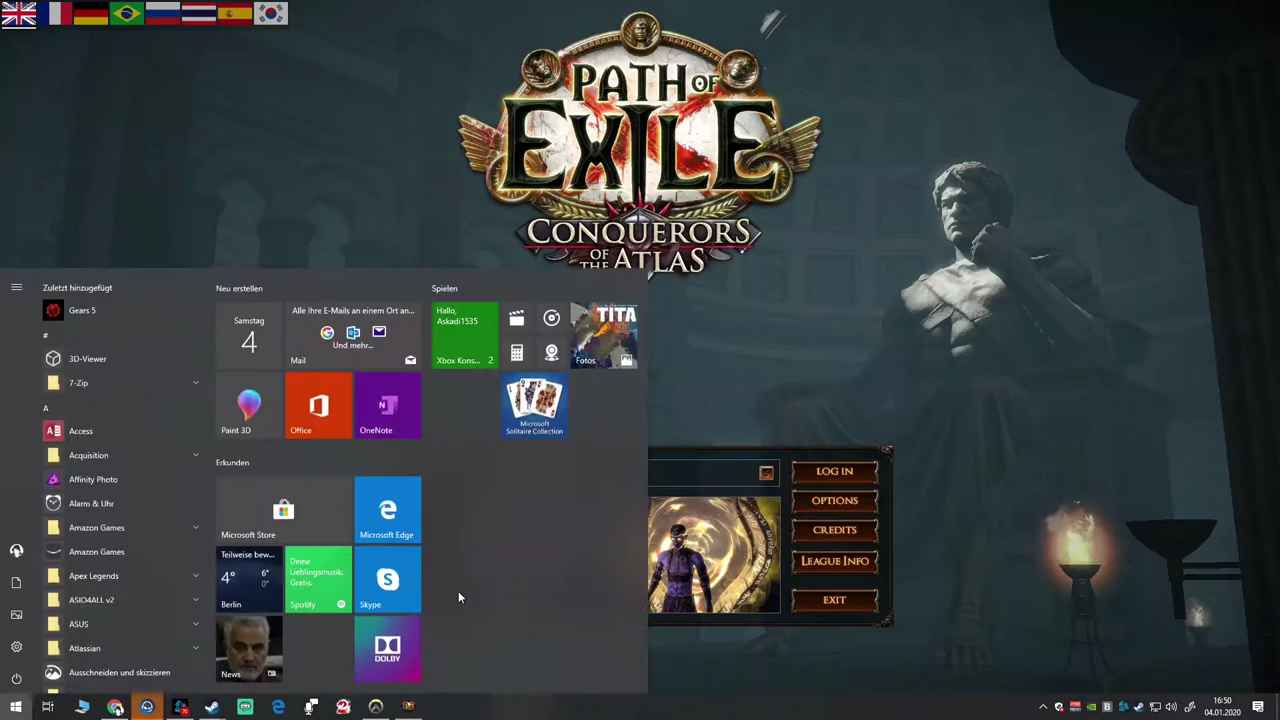 PATH OF
EXILE
CONQUERORS
OF THE
ATLAS
Zuletzt hinzugefügt
Gears 5
#
3D-Viewer
7-Zip
A
Access
Acquisition
Affinity Photo
Alarm & Uhr
Amazon Games
Amazon Games
Apex Legends
ASIO4ALL v2
ASUS
Atlassian
Ausschneiden und skizzieren
Neu erstellen
Samstag
4
Alle Ihre E-Mails an einem Ort an...
Und mehr...
Mail
Paint 3D
Office
OneNote
Erkunden
Microsoft Store
Microsoft Edge
Teilweise bew...
4°
6°
0°
Berlin
Deine
Lieblingsmusik.
Gratis.
Spotify
Skype
News
DOLBY
Spielen
Hallo,
Askadi1535
Xbox Kons...
2
TITA
Fotos
Microsoft
Solitaire Collection
LOG IN
OPTIONS
CREDITS
LEAGUE INFO
EXIT
16:50
04.01.2020